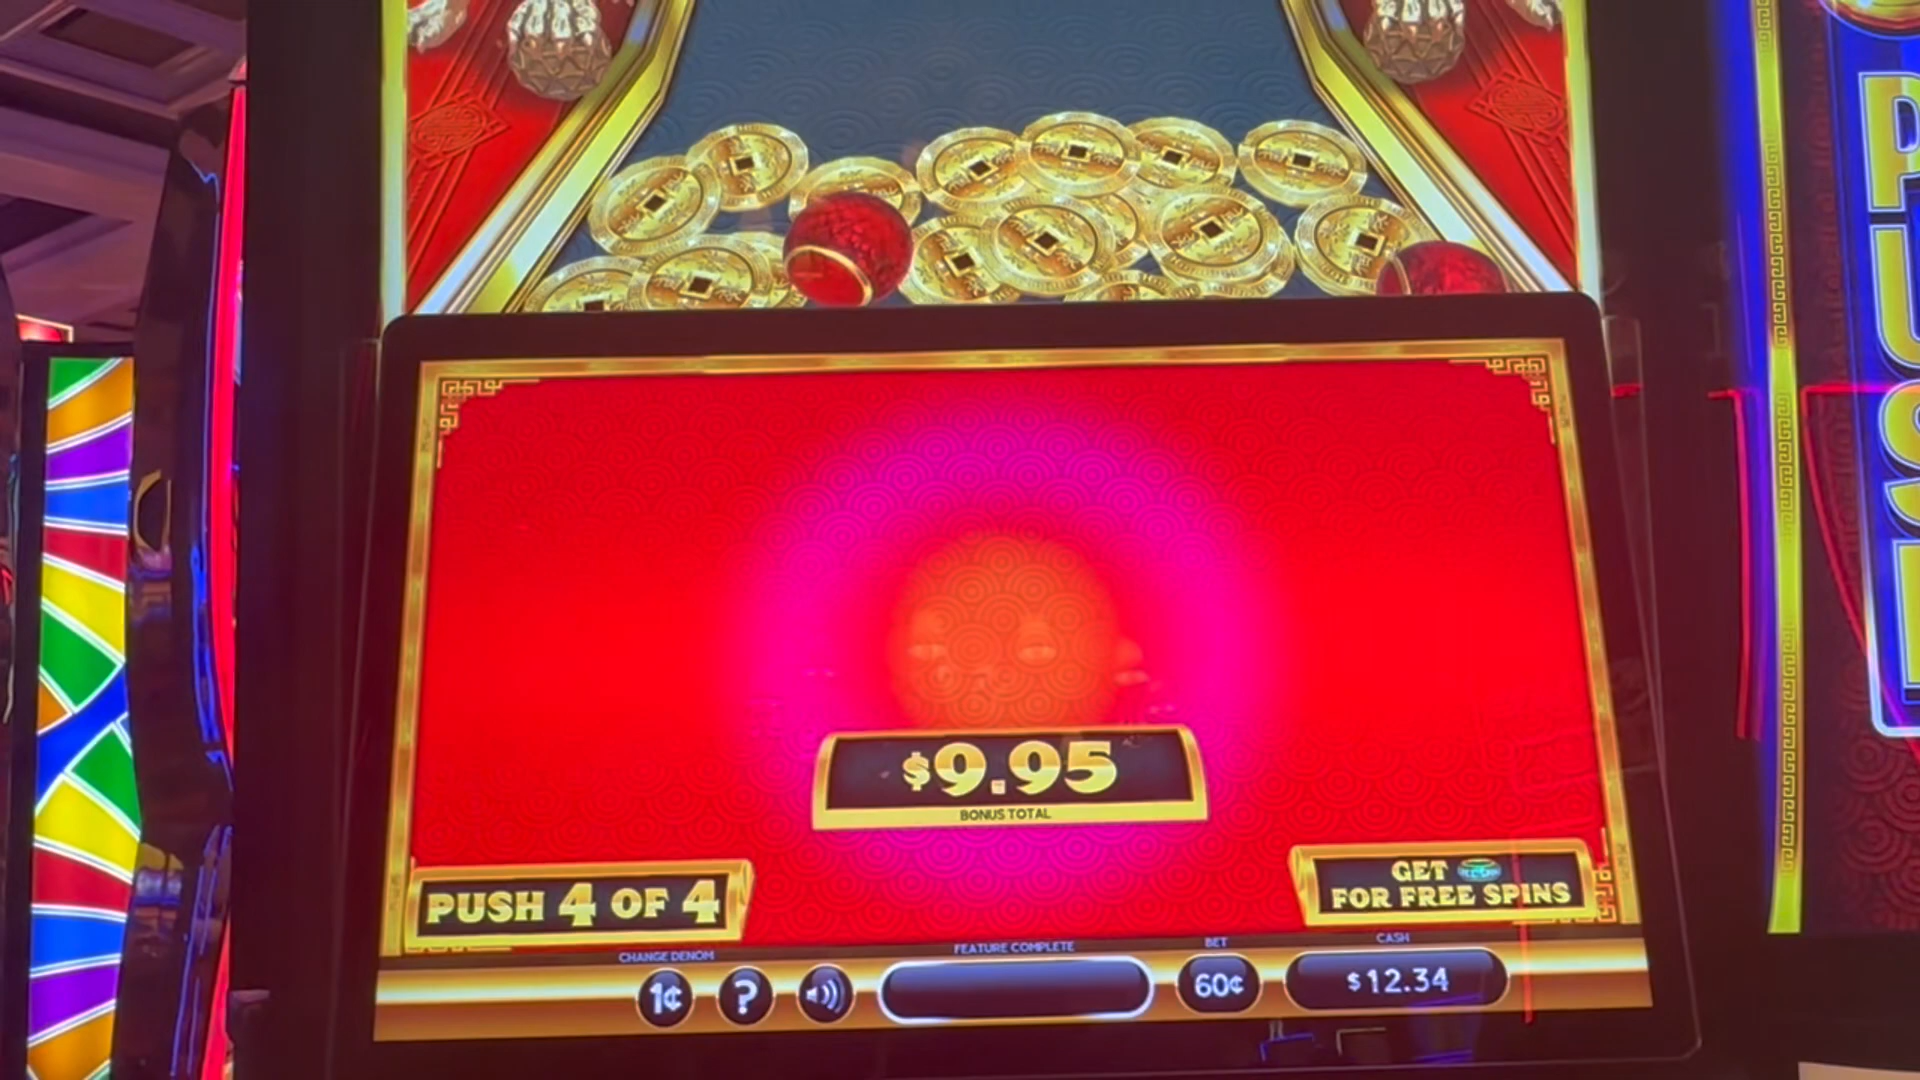 $9.95
BONUS TOTAL
PUSH 4 OF 4
GET
FOR FREE SPINS
CHANGE DENOM
FEATURE COMPLETE
BET
CASH
1¢
?
60¢
$12.34
PUS